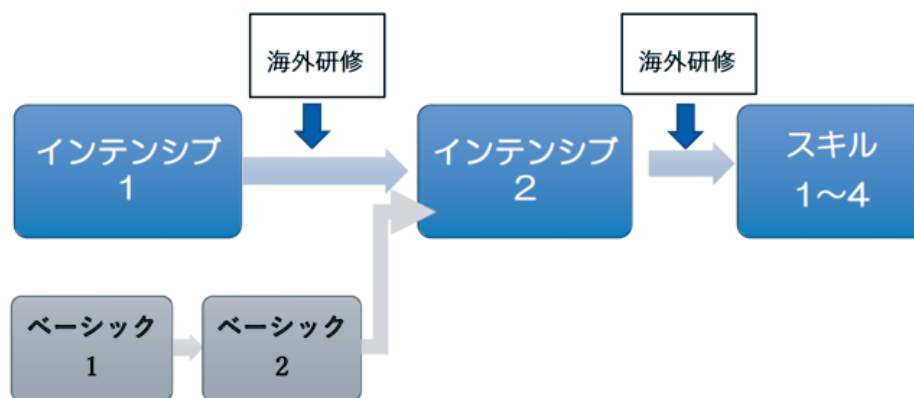 海外研修
海外研修
インテンシブ
1
インテンシブ
2
スキル
1～4
ベーシック
1
ベーシック
2